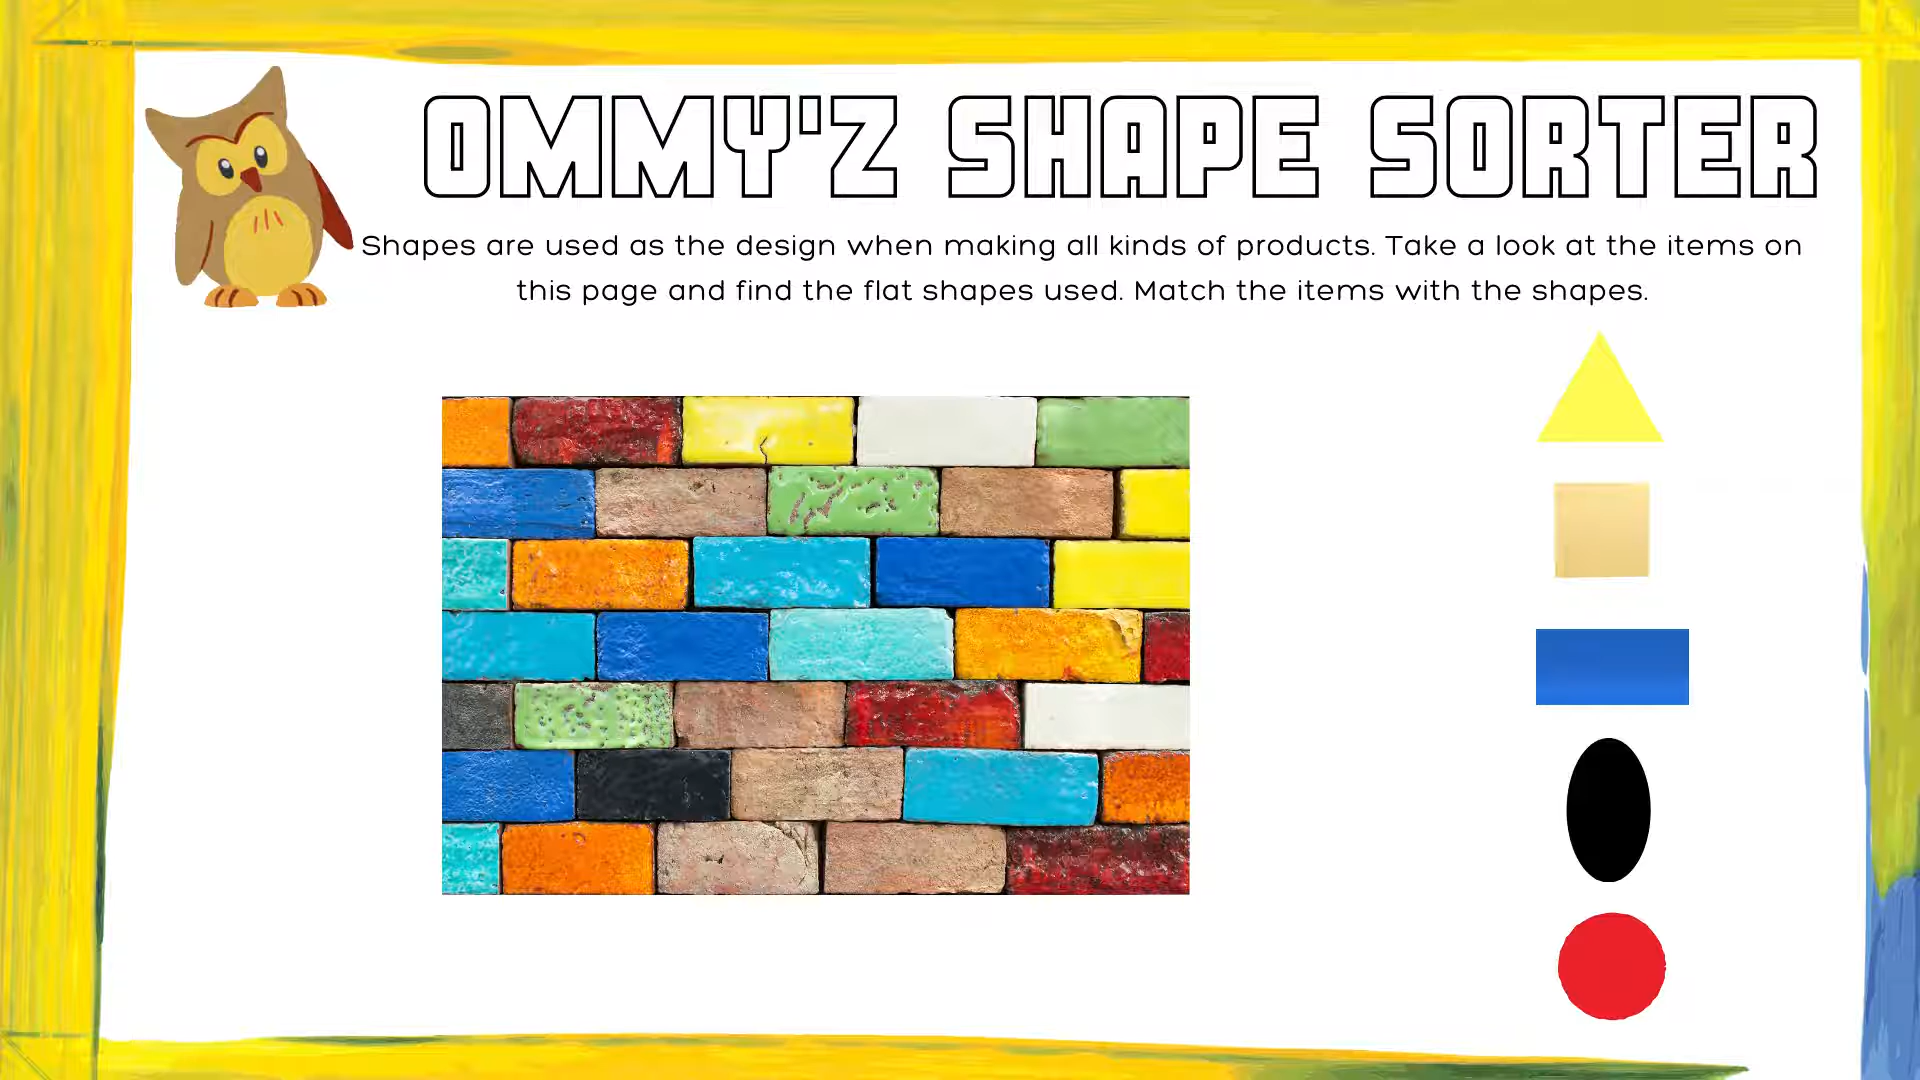 OMMY'Z SHAPE SORTER
Shapes are used as the design when making all kinds of products. Take a look at the items on
this page and find the flat shapes used. Match the items with the shapes.